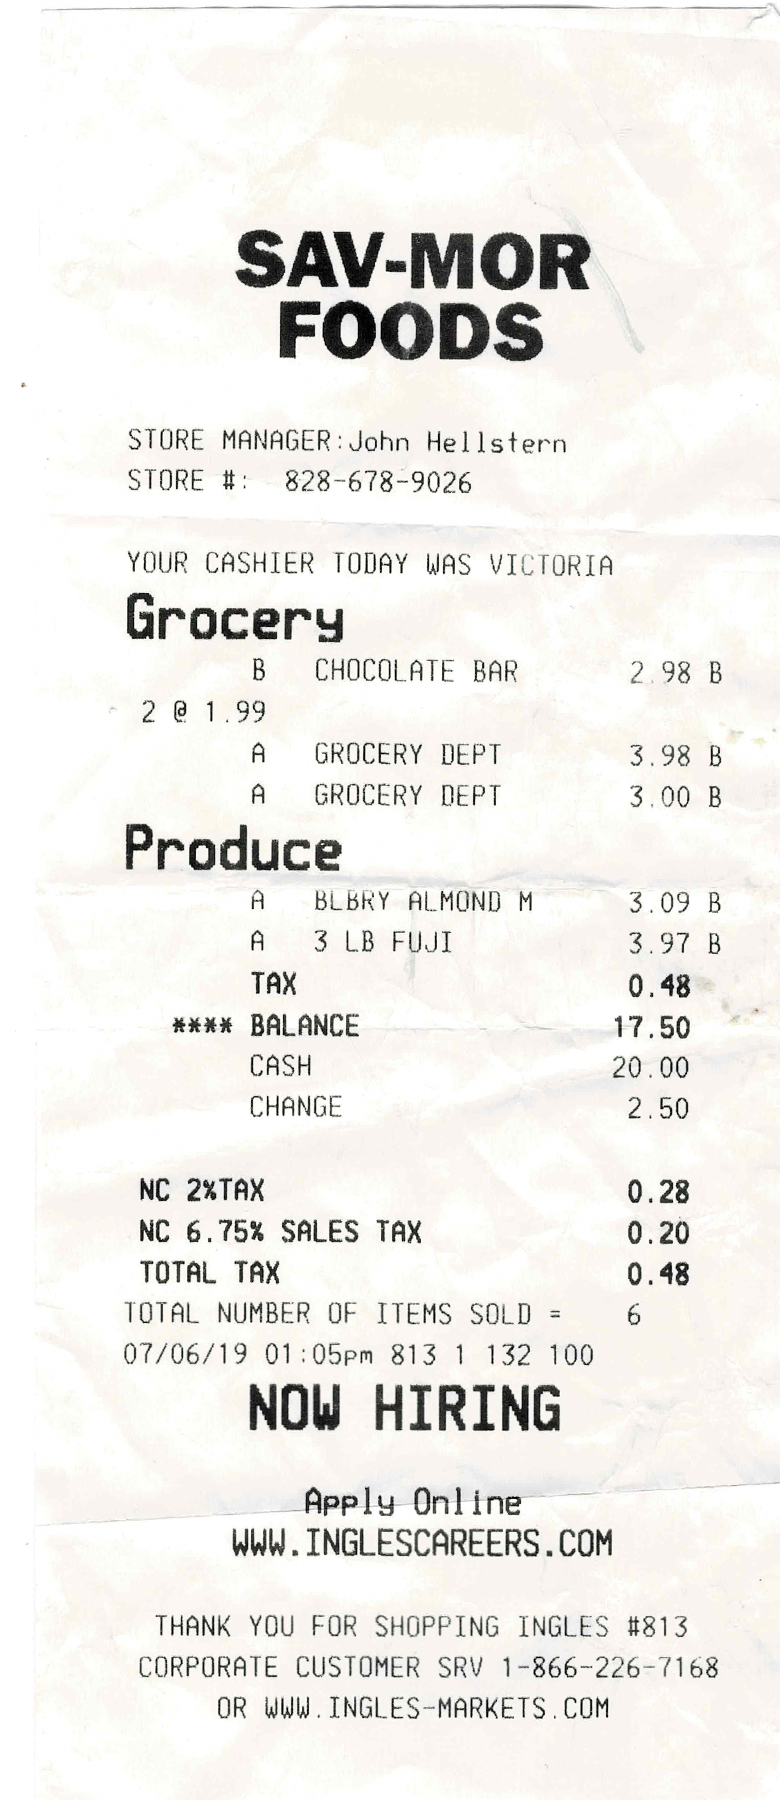 SAV-MOR
FOODS
STORE MANAGER:John Hellstern
STORE #: 828-678-9026
YOUR CASHIER TODAY WAS VICTORIA
Grocery
B CHOCOLATE BAR 2.98 B
2 @ 1.99
A GROCERY DEPT 3.98 B
A GROCERY DEPT 3.00 B
Produce
A BLBRY ALMOND M 3.09 B
A 3 LB FUJI 3.97 B
TAX 0.48
**** BALANCE 17.50
CASH 20.00
CHANGE 2.50
NC 2%TAX 0.28
NC 6.75% SALES TAX 0.20
TOTAL TAX 0.48
TOTAL NUMBER OF ITEMS SOLD = 6
07/06/19 01:05pm 813 1 132 100
NOW HIRING
Apply Online
WWW.INGLESCAREERS.COM
THANK YOU FOR SHOPPING INGLES #813
CORPORATE CUSTOMER SRV 1-866-226-7168
OR WWW.INGLES-MARKETS.COM